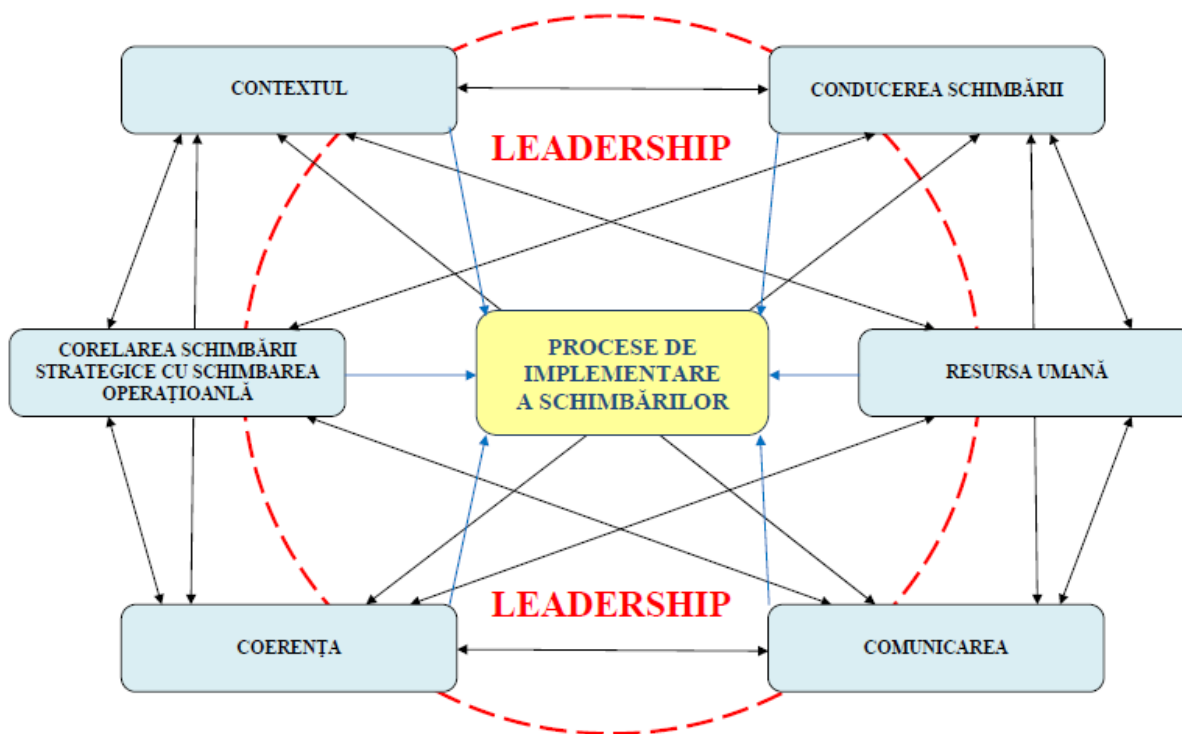 CONTEXTUL
CONDUCEREA SCHIMBĂRII
LEADERSHIP
CORELAREA SCHIMBĂRII
STRATEGICE CU SCHIMBAREA
OPERAȚIOANLĂ
PROCESE DE
IMPLEMENTARE
A SCHIMBĂRILOR
RESURSA UMANĂ
LEADERSHIP
COERENȚA
COMUNICAREA